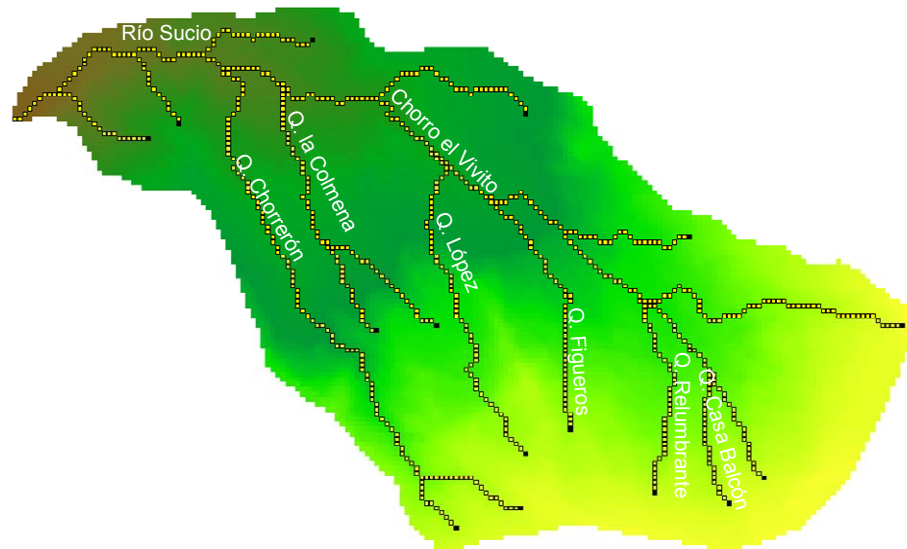 Río Sucio
Chorro el Vivito
Q. la Colmena
Q. Chorrerón
Q. López
Q. Figueros
Q. Relumbrante
Q. Casa Balcón